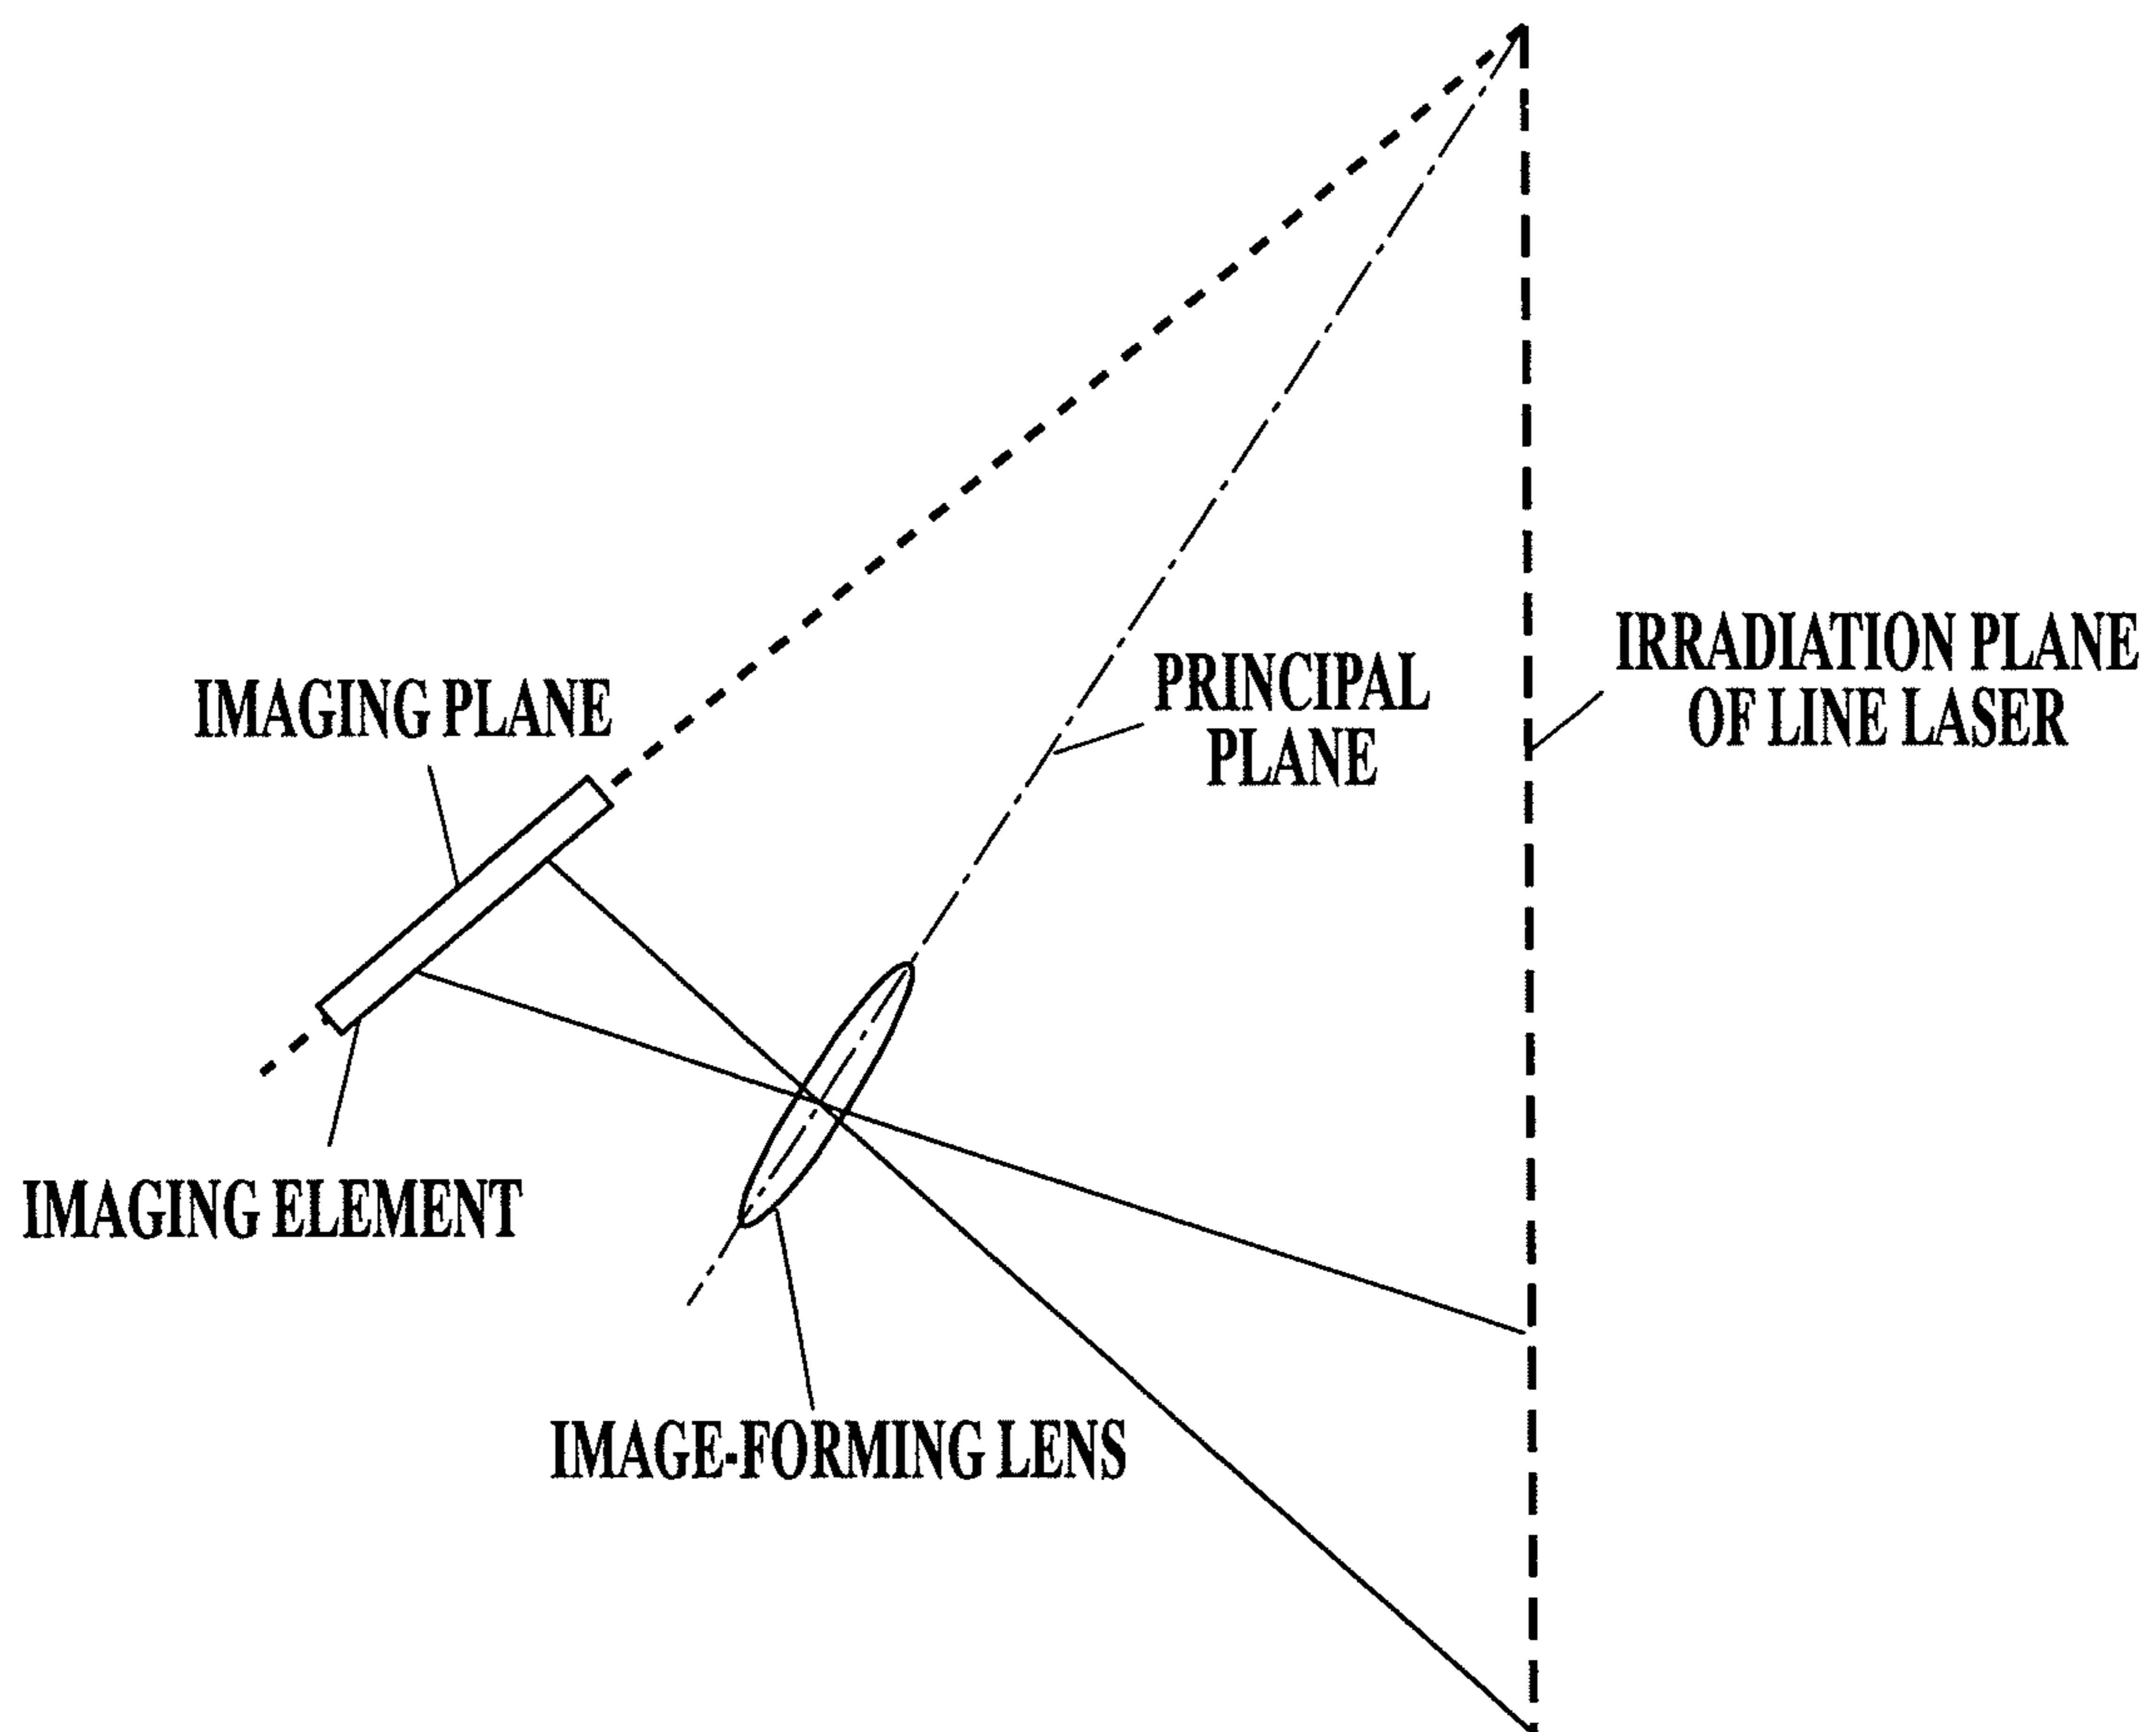 IRRADIATION PLANE
OF LINE LASER
PRINCIPAL
PLANE
IMAGING PLANE
IMAGING ELEMENT
IMAGE-FORMING LENS